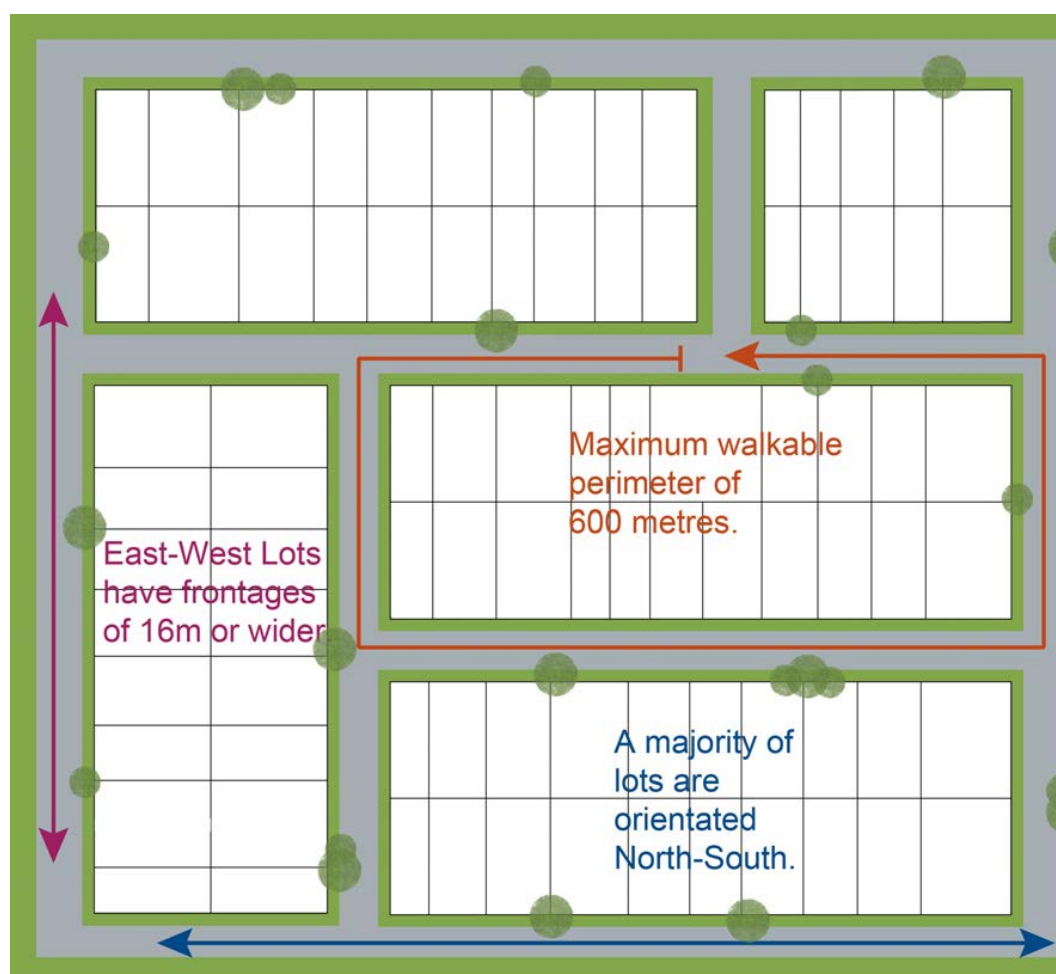 Maximum walkable
perimeter of
600 metres.
East-West Lots
have frontages
of 16m or wider.
A majority of
lots are
orientated
North-South.